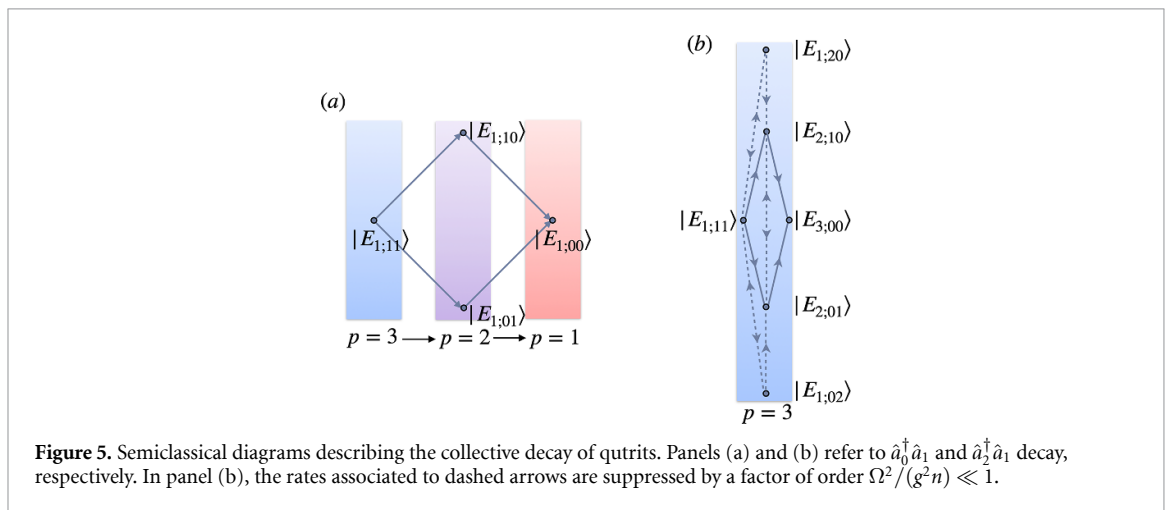 (a)
|E1;10⟩
|E1;11⟩
|E1;00⟩
|E1;01⟩
p = 3 → p = 2 → p = 1
(b)
|E1;20⟩
|E2;10⟩
|E1;11⟩
|E3;00⟩
|E2;01⟩
|E1;02⟩
p = 3
Figure 5. Semiclassical diagrams describing the collective decay of qutrits. Panels (a) and (b) refer to â₀†â₁ and â₂†â₁ decay,
respectively. In panel (b), the rates associated to dashed arrows are suppressed by a factor of order Ω²/(g²n) ≪ 1.